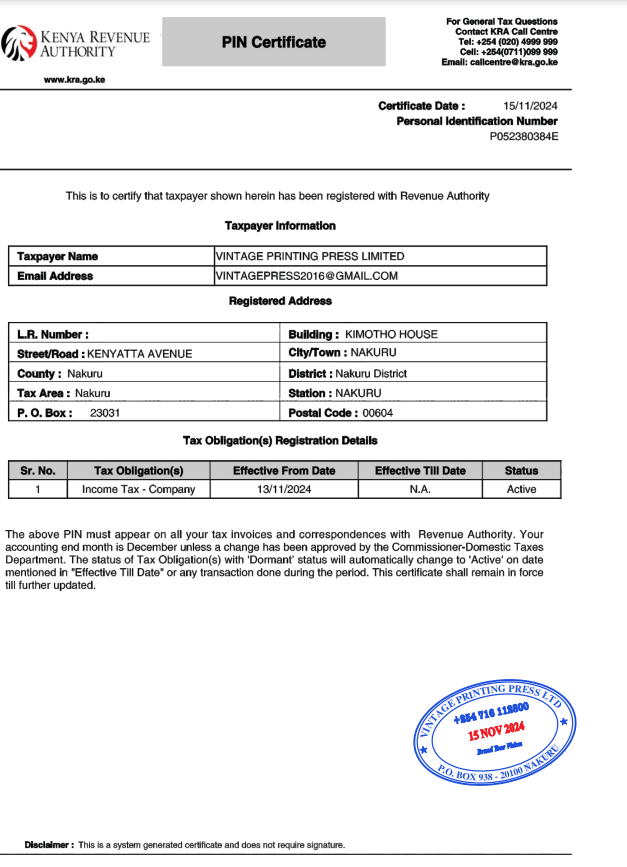 KENYA REVENUE
AUTHORITY
www.kra.go.ke
PIN Certificate
For General Tax Questions
Contact KRA Call Centre
Tel: +254 (020) 4999 999
Cell: +254(0711)099 999
Email: callcentre@kra.go.ke
Certificate Date : 15/11/2024
Personal Identification Number
P052380384E
This is to certify that taxpayer shown herein has been registered with Revenue Authority
Taxpayer Information
Taxpayer Name VINTAGE PRINTING PRESS LIMITED
Email Address VINTAGEPRESS2016@GMAIL.COM
Registered Address
L.R. Number : Building : KIMOTHO HOUSE
Street/Road : KENYATTA AVENUE City/Town : NAKURU
County : Nakuru District : Nakuru District
Tax Area : Nakuru Station : NAKURU
P. O. Box : 23031 Postal Code : 00604
Tax Obligation(s) Registration Details
Sr. No. Tax Obligation(s) Effective From Date Effective Till Date Status
1 Income Tax - Company 13/11/2024 N.A. Active
The above PIN must appear on all your tax invoices and correspondences with Revenue Authority. Your
accounting end month is December unless a change has been approved by the Commissioner-Domestic Taxes
Department. The status of Tax Obligation(s) with 'Dormant' status will automatically change to 'Active' on date
mentioned in "Effective Till Date" or any transaction done during the period. This certificate shall remain in force
till further updated.
VINTAGE PRINTING PRESS LTD
+254 716 112800
15 NOV 2024
Brand Your Vision
P.O. BOX 938 - 20100 NAKURU
Disclaimer : This is a system generated certificate and does not require signature.